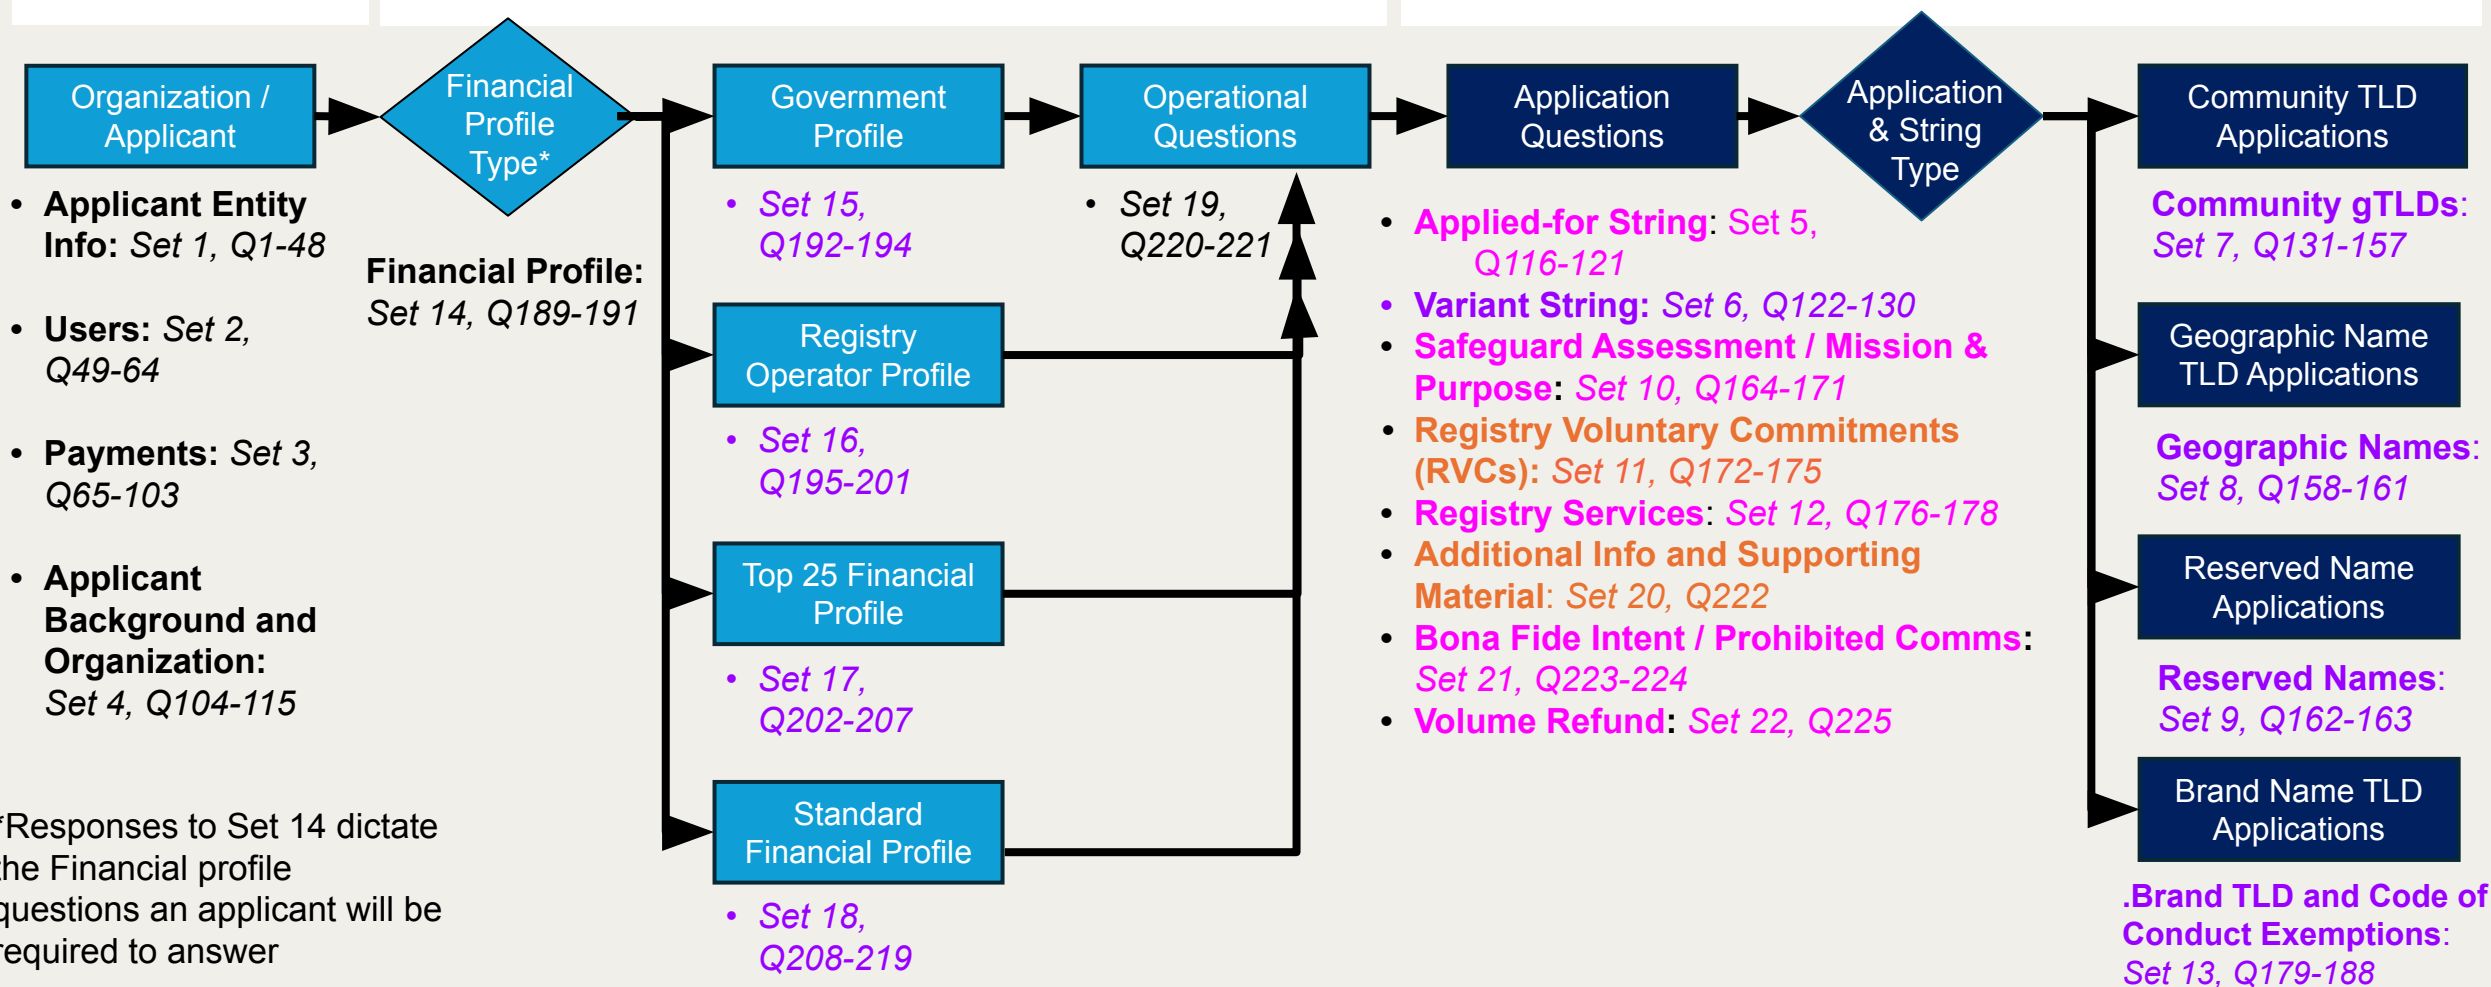 Organization /
Applicant
• Applicant Entity
Info: Set 1, Q1-48
• Users: Set 2,
Q49-64
• Payments: Set 3,
Q65-103
• Applicant
Background and
Organization:
Set 4, Q104-115
*Responses to Set 14 dictate
the Financial profile
questions an applicant will be
required to answer
Financial
Profile
Type*
Financial Profile:
Set 14, Q189-191
Government
Profile
• Set 15,
Q192-194
Registry
Operator Profile
• Set 16,
Q195-201
Top 25 Financial
Profile
• Set 17,
Q202-207
Standard
Financial Profile
• Set 18,
Q208-219
Operational
Questions
• Set 19,
Q220-221
Application
Questions
• Applied-for String: Set 5,
Q116-121
• Variant String: Set 6, Q122-130
• Safeguard Assessment / Mission &
Purpose: Set 10, Q164-171
• Registry Voluntary Commitments
(RVCs): Set 11, Q172-175
• Registry Services: Set 12, Q176-178
• Additional Info and Supporting
Material: Set 20, Q222
• Bona Fide Intent / Prohibited Comms:
Set 21, Q223-224
• Volume Refund: Set 22, Q225
Application
& String
Type
Community TLD
Applications
Community gTLDs:
Set 7, Q131-157
Geographic Name
TLD Applications
Geographic Names:
Set 8, Q158-161
Reserved Name
Applications
Reserved Names:
Set 9, Q162-163
Brand Name TLD
Applications
.Brand TLD and Code of
Conduct Exemptions:
Set 13, Q179-188